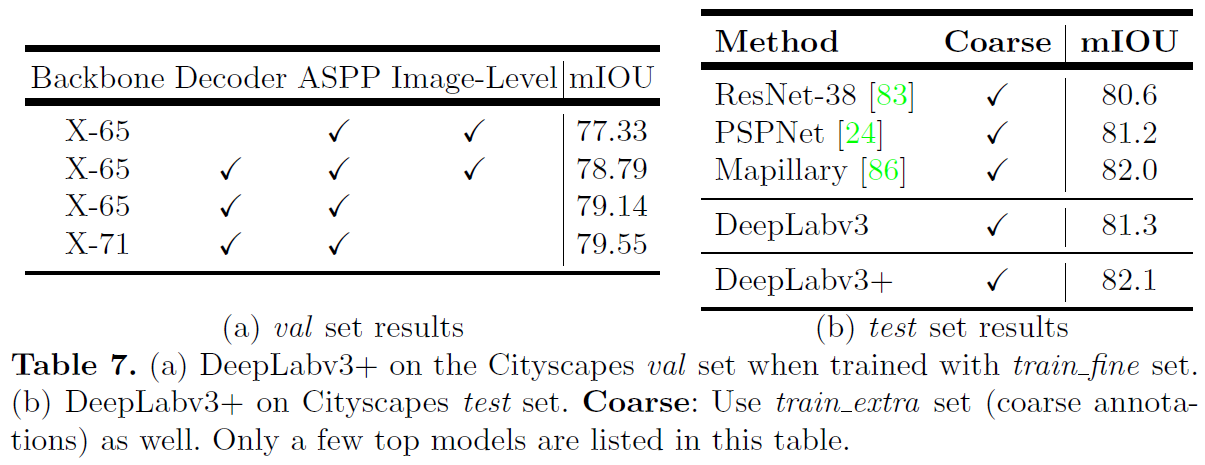 Backbone Decoder ASPP Image-Level mIOU
X-65 ✓ ✓ 77.33
X-65 ✓ ✓ ✓ 78.79
X-65 ✓ ✓ 79.14
X-71 ✓ ✓ 79.55
(a) val set results
Method Coarse mIOU
ResNet-38 [83] ✓ 80.6
PSPNet [24] ✓ 81.2
Mapillary [86] ✓ 82.0
DeepLabv3 ✓ 81.3
DeepLabv3+ ✓ 82.1
(b) test set results
Table 7. (a) DeepLabv3+ on the Cityscapes val set when trained with train_fine set.
(b) DeepLabv3+ on Cityscapes test set. Coarse: Use train_extra set (coarse annota-
tions) as well. Only a few top models are listed in this table.